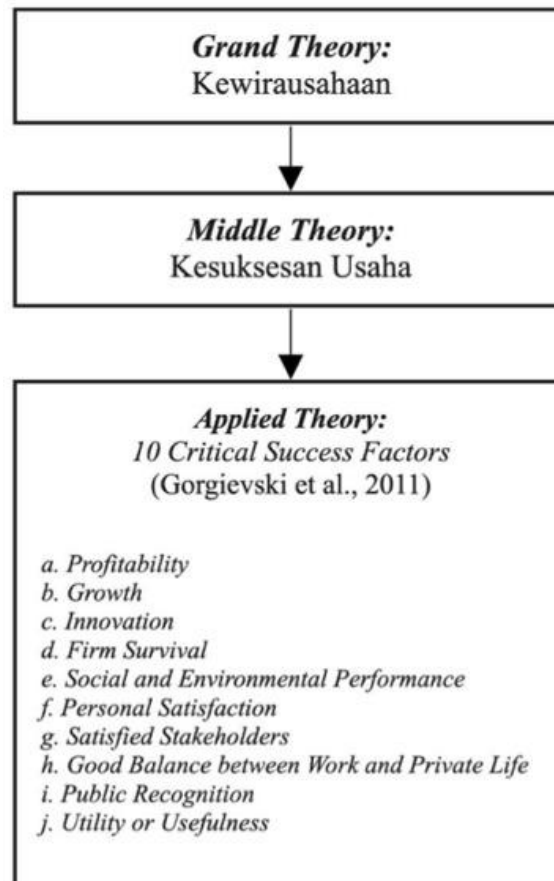 Grand Theory:
Kewirausahaan
Middle Theory:
Kesuksesan Usaha
Applied Theory:
10 Critical Success Factors
(Gorgievski et al., 2011)
a. Profitability
b. Growth
c. Innovation
d. Firm Survival
e. Social and Environmental Performance
f. Personal Satisfaction
g. Satisfied Stakeholders
h. Good Balance between Work and Private Life
i. Public Recognition
j. Utility or Usefulness